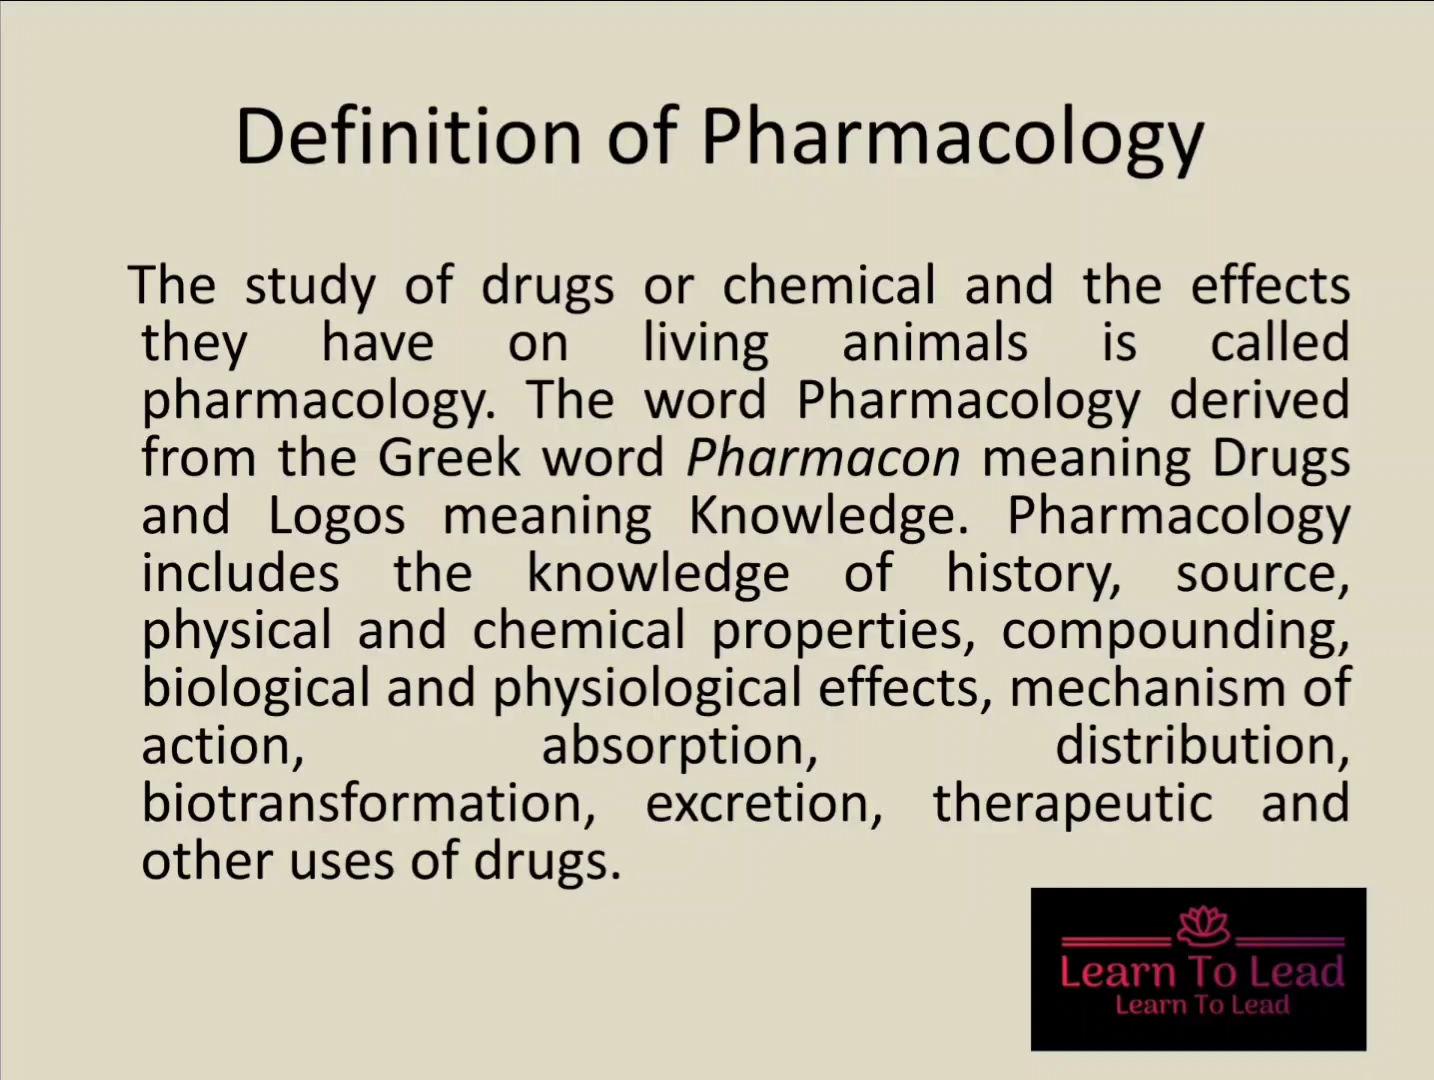 Definition of Pharmacology
The study of drugs or chemical and the effects
they have on living animals is called
pharmacology. The word Pharmacology derived
from the Greek word Pharmacon meaning Drugs
and Logos meaning Knowledge. Pharmacology
includes the knowledge of history, source,
physical and chemical properties, compounding,
biological and physiological effects, mechanism of
action, absorption, distribution,
biotransformation, excretion, therapeutic and
other uses of drugs.
Learn To Lead
Learn To Lead